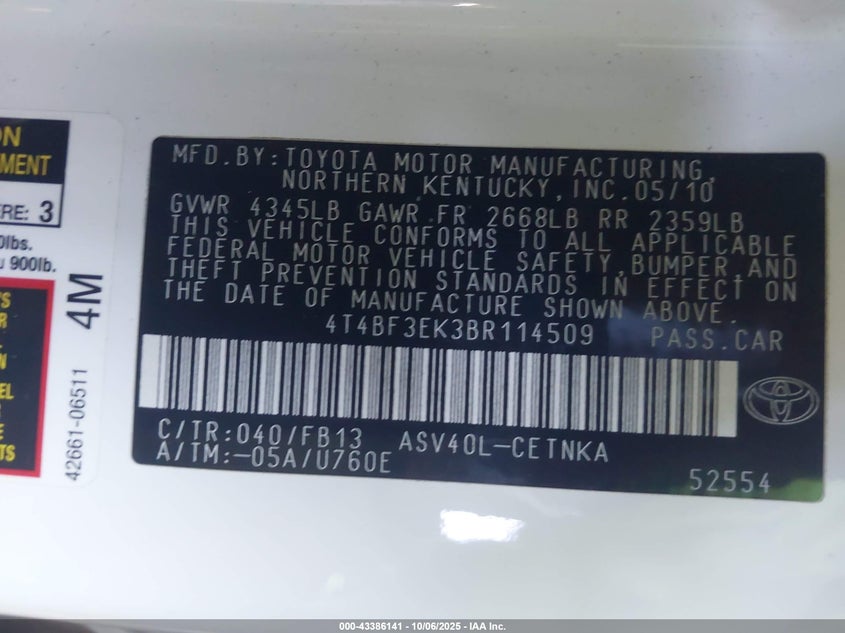 ON
MENT
ERE: 3
0lbs.
900lb.
TS
42661-06511 4M
MFD.BY:TOYOTA MOTOR MANUFACTURING,
NORTHERN KENTUCKY,INC.05/10
GVWR 4345LB GAWR FR 2668LB RR 2359LB
THIS VEHICLE CONFORMS TO ALL APPLICABLE
FEDERAL MOTOR VEHICLE SAFETY,BUMPER,AND
THEFT PREVENTION STANDARDS IN EFFECT ON
THE DATE OF MANUFACTURE SHOWN ABOVE.
4T4BF3EK3BR114509 PASS.CAR
C/TR:040/FB13 ASV40L-CETNKA
A/TM:-05A/U760E
52554
000-43386141 - 10/06/2025 - IAA Inc.